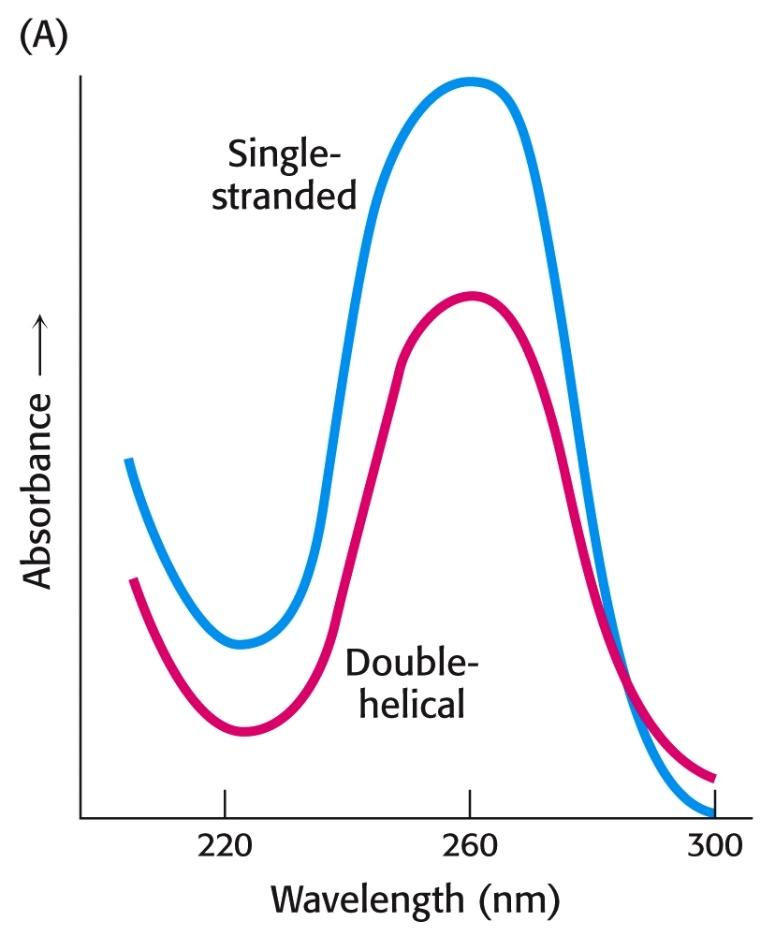 (A)
Single-
stranded
Absorbance →
Double-
helical
220 260 300
Wavelength (nm)